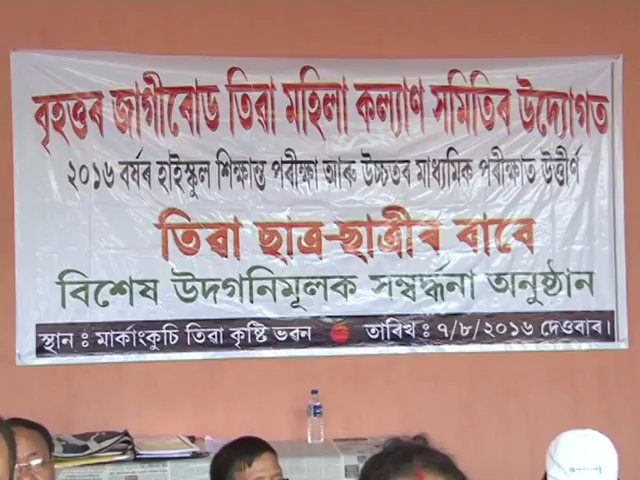 বৃহত্তৰ জাগীৰোড তিৱা মহিলা কল্যাণ সমিতিৰ উদ্যোগত
২০১৬ বৰ্ষৰ হাইস্কুল শিক্ষান্ত পৰীক্ষা আৰু উচ্চতৰ মাধ্যমিক পৰীক্ষাত উত্তীৰ্ণ
তিৱা ছাত্ৰ-ছাত্ৰীৰ বাবে
বিশেষ উদগনিমূলক সম্বৰ্দ্ধনা অনুষ্ঠান
স্থান ঃ মাৰ্কাংকুচি তিৱা কৃষ্টি ভৱন তাৰিখ ঃ ৭/৮/২০১৬ দেওবাৰ।